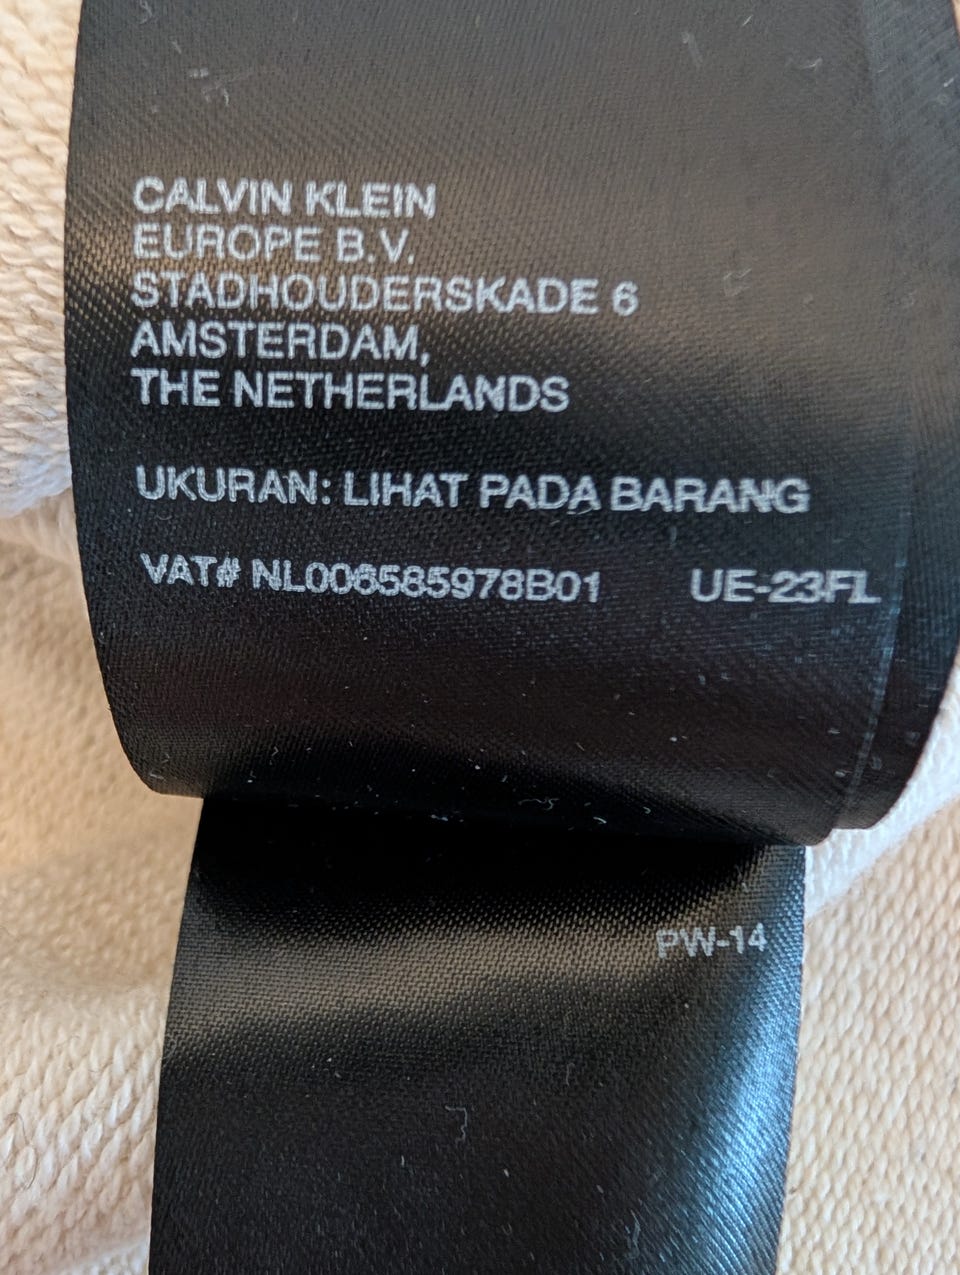 CALVIN KLEIN
EUROPE B.V.
STADHOUDERSKADE 6
AMSTERDAM,
THE NETHERLANDS
UKURAN: LIHAT PADA BARANG
VAT# NL006585978B01 UE-23FL
PW-14